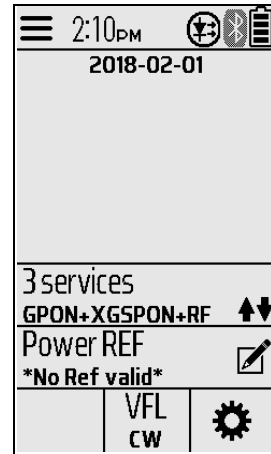 2:10PM
2018-02-01
3 services
GPON+XGSPON+RF
Power REF
*No Ref valid*
VFL
CW